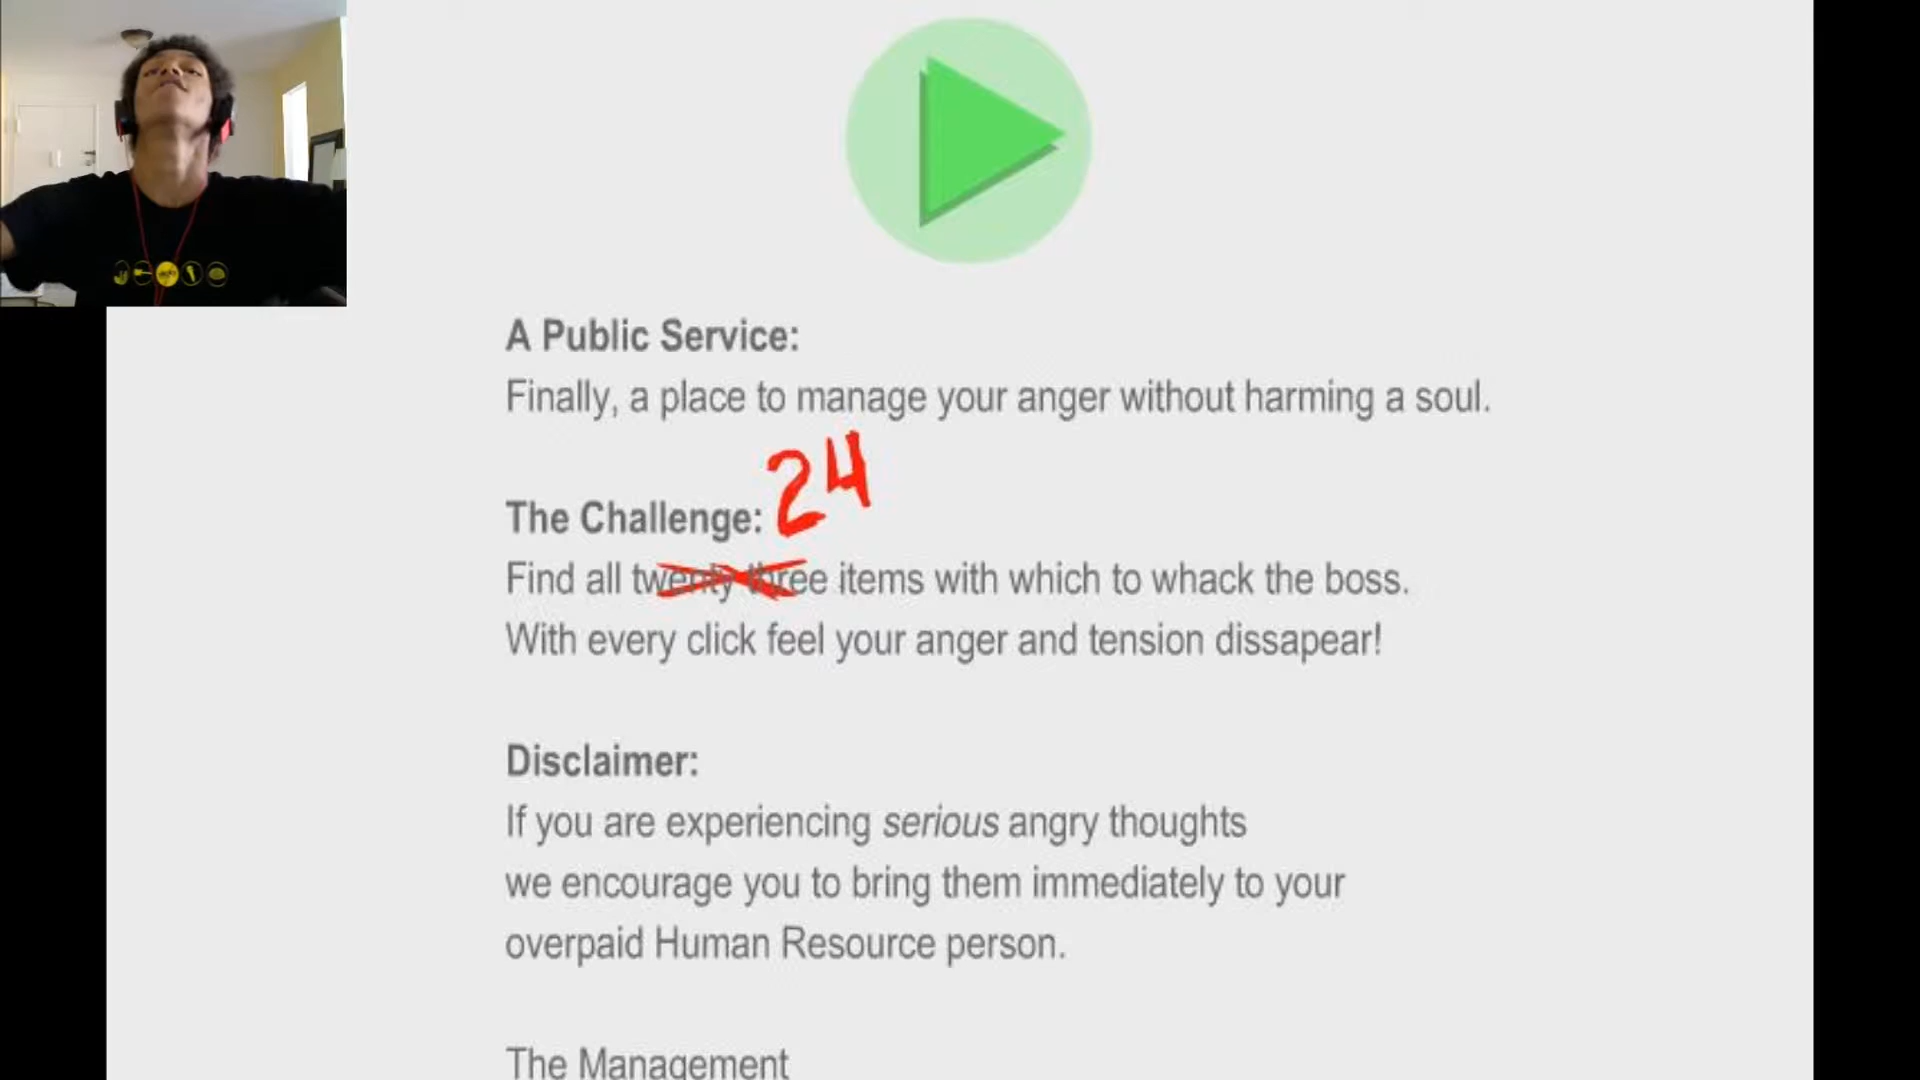 A Public Service:
Finally, a place to manage your anger without harming a soul.
24
The Challenge:
Find all twenty three items with which to whack the boss.
With every click feel your anger and tension dissapear!
Disclaimer:
If you are experiencing serious angry thoughts
we encourage you to bring them immediately to your
overpaid Human Resource person.
The Management